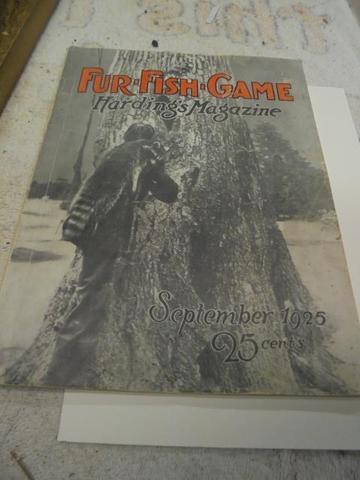 FUR-FISH-GAME
Harding's Magazine
September 1925
25 cents